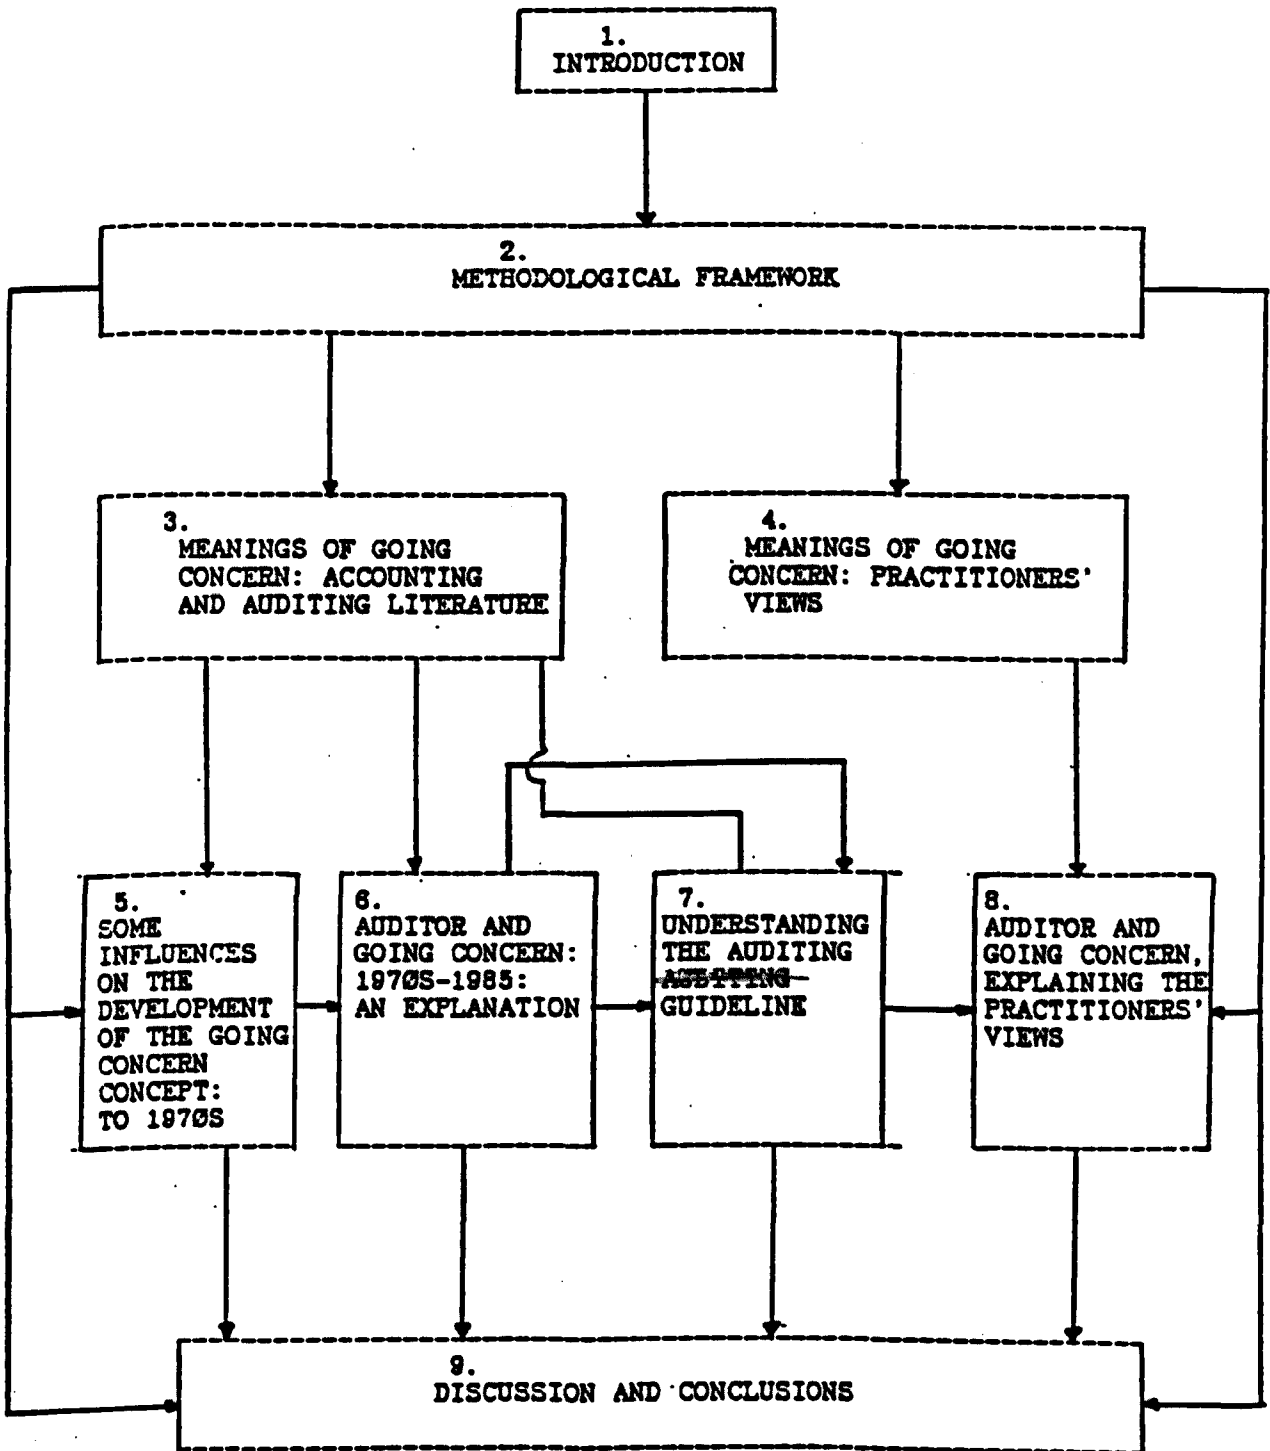 1.
INTRODUCTION
2.
METHODOLOGICAL FRAMEWORK
3.
MEANINGS OF GOING
CONCERN: ACCOUNTING
AND AUDITING LITERATURE
4.
MEANINGS OF GOING
CONCERN: PRACTITIONERS'
VIEWS
5.
SOME
INFLUENCES
ON THE
DEVELOPMENT
OF THE GOING
CONCERN
CONCEPT:
TO 1970S
6.
AUDITOR AND
GOING CONCERN:
1970S-1985:
AN EXPLANATION
7.
UNDERSTANDING
THE AUDITING
AUDITING
GUIDELINE
8.
AUDITOR AND
GOING CONCERN,
EXPLAINING THE
PRACTITIONERS'
VIEWS
9.
DISCUSSION AND CONCLUSIONS